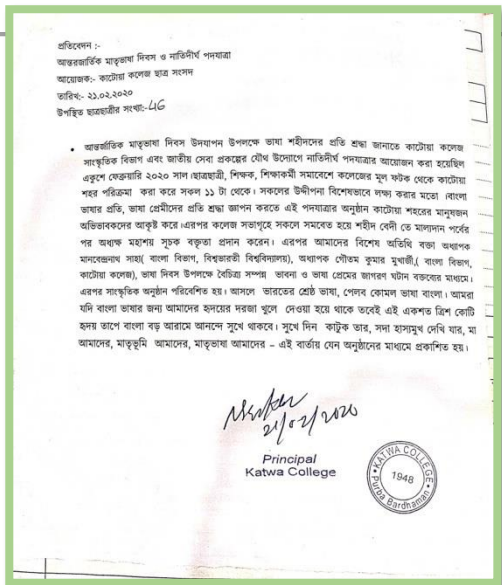 প্রতিবেদন :-
আন্তর্জার্তিক মাতৃভাষা দিবস ও নাতিদীর্ঘ পদযাত্রা
আয়োজক:- কাটোয়া কলেজ ছাত্র সংসদ
তারিখ:- ২১.০২.২০২০
উপস্থিত ছাত্রছাত্রীর সংখ্যা:-46
• আন্তর্জাতিক মাতৃভাষা দিবস উদযাপন উপলক্ষে ভাষা শহীদদের প্রতি শ্রদ্ধা জানাতে কাটোয়া কলেজ
সাংস্কৃতিক বিভাগ এবং জাতীয় সেবা প্রকল্পের যৌথ উদ্যোগে নাতিদীর্ঘ পদযাত্রার আয়োজন করা হয়েছিল
একুশে ফেব্রুয়ারি ২০২০ সাল।ছাত্রছাত্রী, শিক্ষক, শিক্ষাকর্মী সমাবেশে কলেজের মূল ফটক থেকে কাটোয়া
শহর পরিক্রমা করা করে সকল ১১ টা থেকে। সকলের উদ্দীপনা বিশেষভাবে লক্ষ্য করার মতো ।বাংলা
ভাষার প্রতি, ভাষা প্রেমীদের প্রতি শ্রদ্ধা জ্ঞাপন করতে এই পদযাত্রার অনুষ্ঠান কাটোয়া শহরের মানুষজন
অভিভাবকদের আকৃষ্ট করে।এরপর কলেজ সভাগৃহে সকলে সমবেত হয়ে শহীদ বেদী তে মাল্যদান পর্বের
পর অধ্যক্ষ মহাশয় সূচক বক্তৃতা প্রদান করেন। এরপর আমাদের বিশেষ অতিথি বক্তা অধ্যাপক
মানবেন্দ্রনাথ সাহা( বাংলা বিভাগ, বিশ্বভারতী বিশ্ববিদ্যালয়), অধ্যাপক গৌতম কুমার মুখার্জী,( বাংলা বিভাগ,
কাটোয়া কলেজ), ভাষা দিবস উপলক্ষে বৈচিত্র সম্পন্ন ভাবনা ও ভাষা প্রেমের জাগরণ ঘটান বক্তব্যের মাধ্যমে।
এরপর সাংস্কৃতিক অনুষ্ঠান পরিবেশিত হয়। আসলে ভারতের শ্রেষ্ঠ ভাষা, পেলব কোমল ভাষা বাংলা। আমরা
যদি বাংলা ভাষার জন্য আমাদের হৃদয়ের দরজা খুলে দেওয়া হয়ে থাকে তবেই এই একশত ত্রিশ কোটি
হৃদয় তাপে বাংলা বড় আরামে আনন্দে সুখে থাকবে। সুখে দিন কাটুক তার, সদা হাস্যমুখ দেখি যার, মা
আমাদের, মাতৃভূমি আমাদের, মাতৃভাষা আমাদের – এই বার্তায় যেন অনুষ্ঠানের মাধ্যমে প্রকাশিত হয়।
21/02/2020
Principal
Katwa College
KATWA COLLEGE
1948
Purba Bardhaman